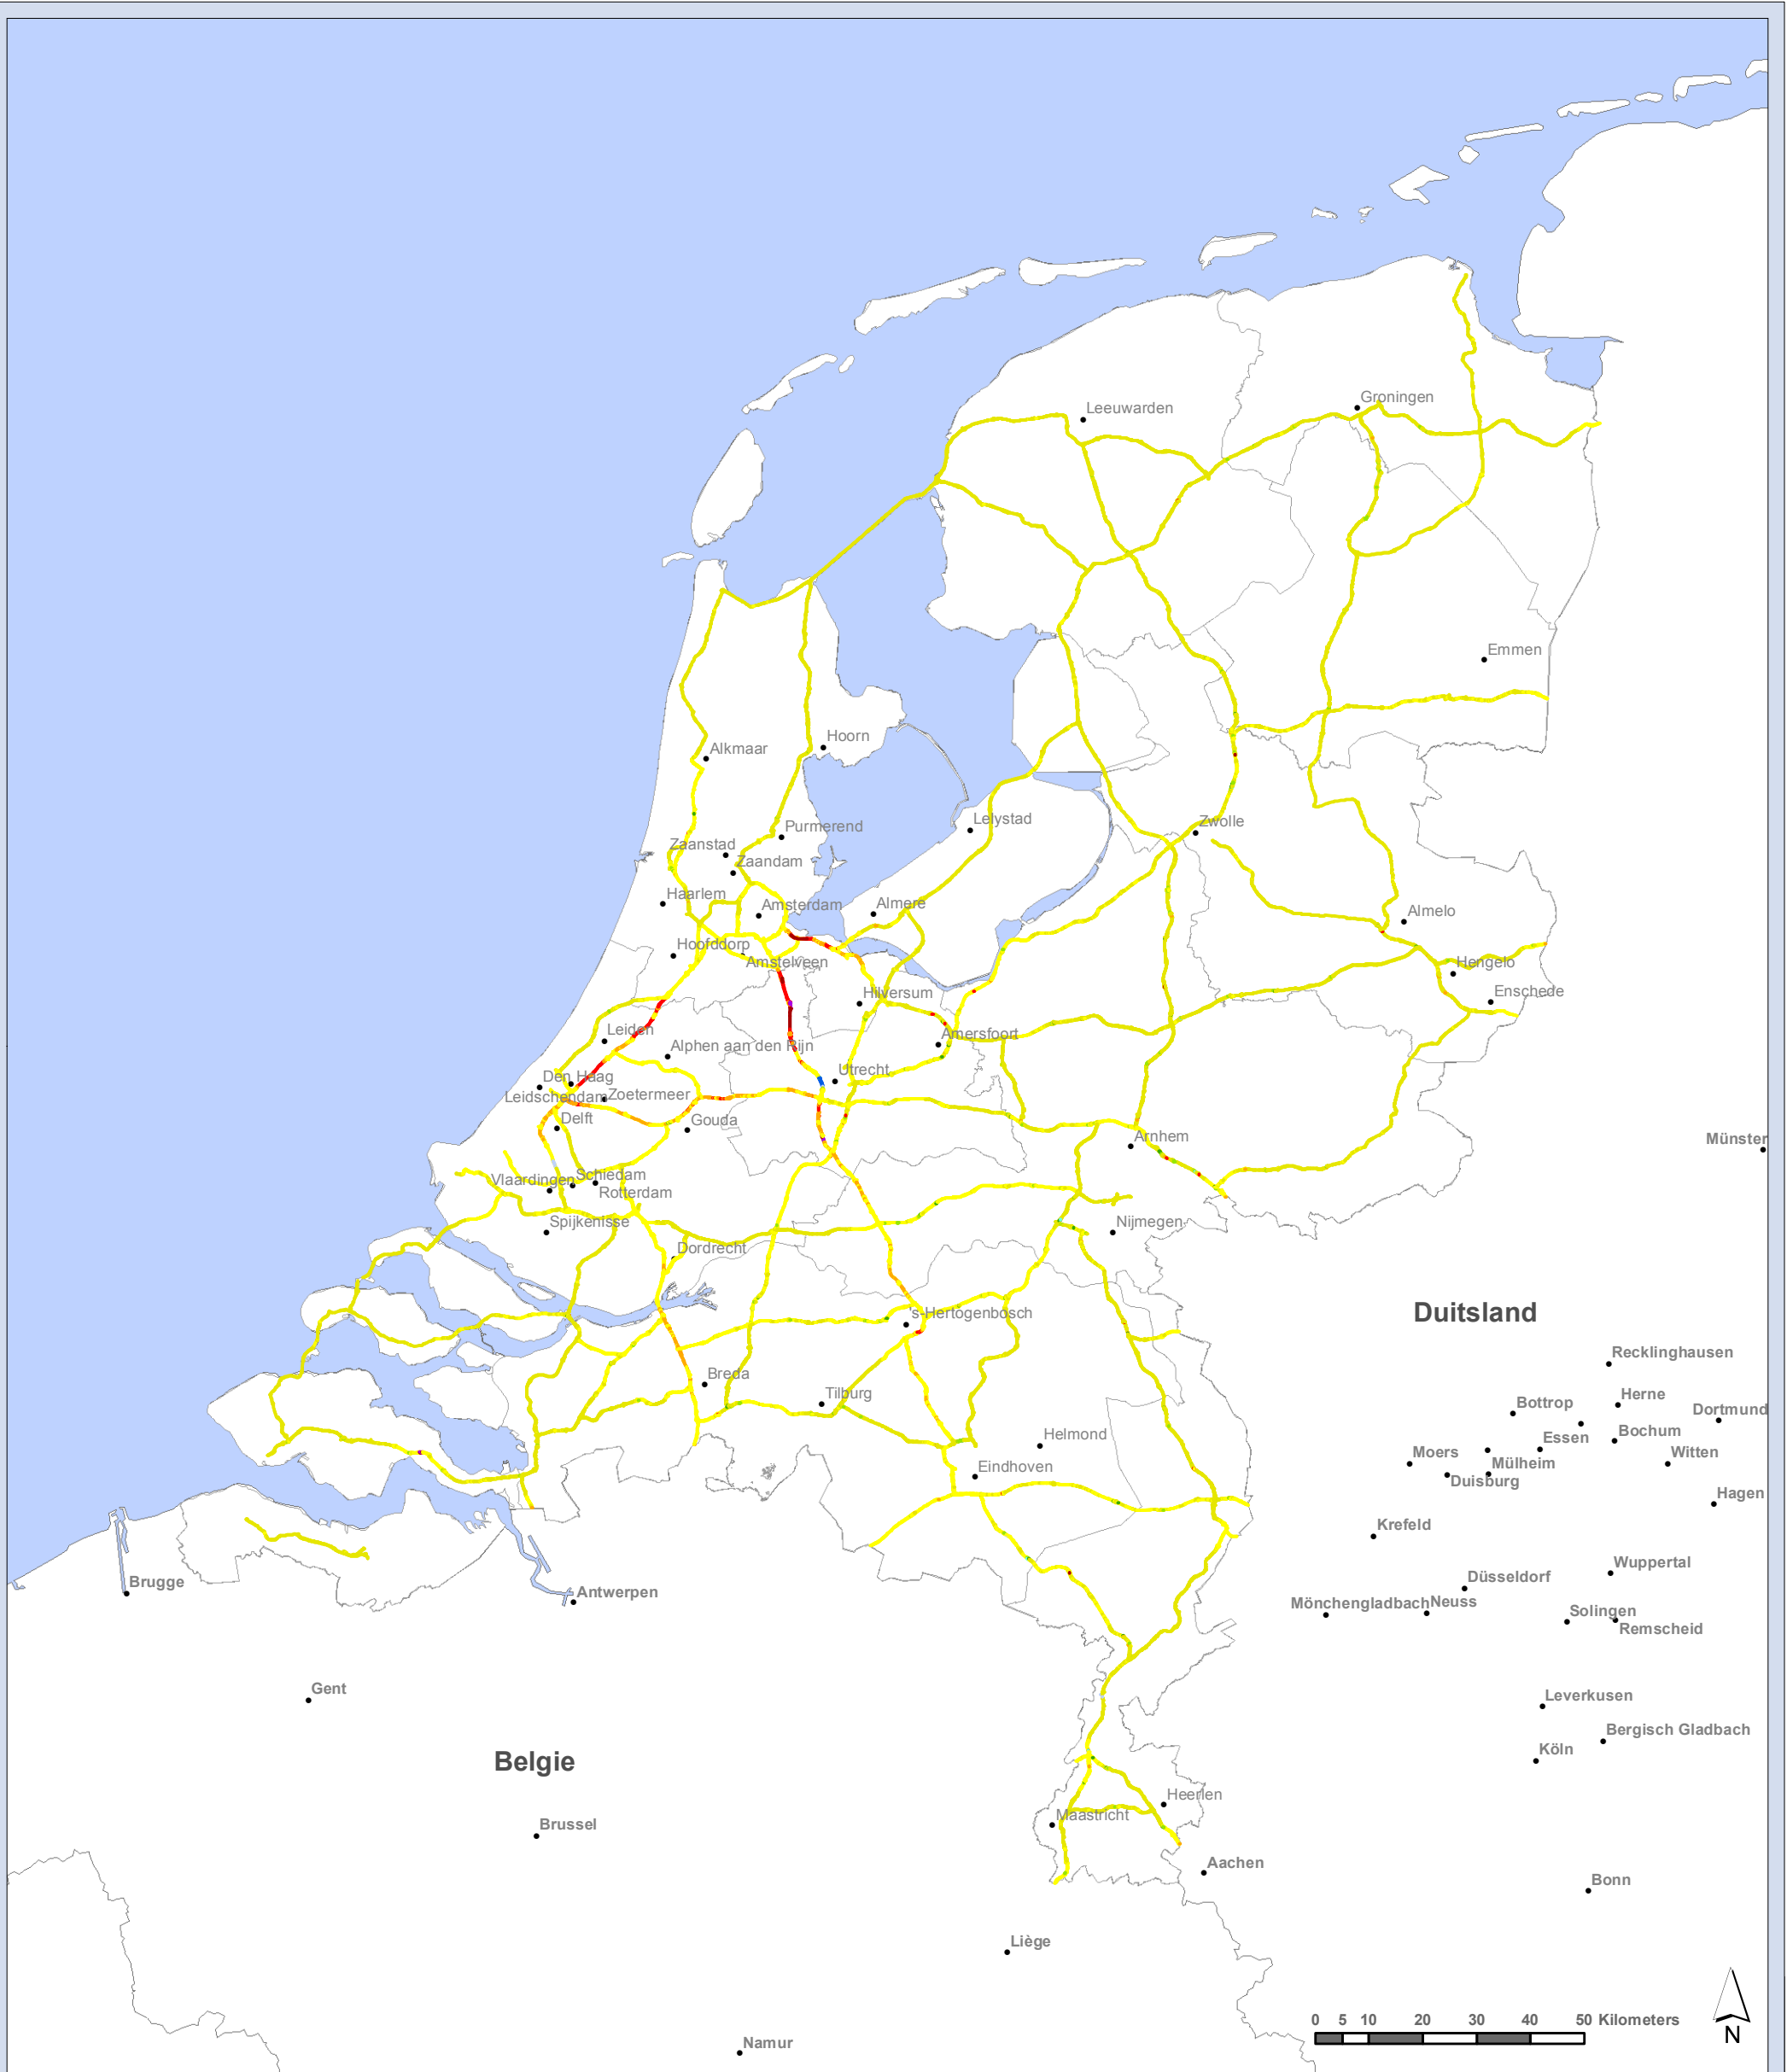 Leeuwarden
Groningen
Emmen
Hoorn
Alkmaar
Purmerend
Lelystad
Zwolle
Zaanstad
Zaandam
Haarlem
Amsterdam
Almere
Almelo
Hoofddorp
Amstelveen
Hengelo
Hilversum
Enschede
Leiden
Amersfoort
Alphen aan den Rijn
Utrecht
Den Haag
Leidschendam
Zoetermeer
Delft
Gouda
Arnhem
Münster
Schiedam
Vlaardingen
Rotterdam
Spijkenisse
Nijmegen
Dordrecht
's-Hertogenbosch
Duitsland
Recklinghausen
Breda
Tilburg
Bottrop
Herne
Dortmund
Helmond
Essen
Bochum
Moers
Mülheim
Witten
Eindhoven
Duisburg
Hagen
Krefeld
Wuppertal
Brugge
Antwerpen
Düsseldorf
Mönchengladbach
Neuss
Solingen
Remscheid
Gent
Leverkusen
Bergisch Gladbach
Belgie
Köln
Heerlen
Maastricht
Brussel
Aachen
Bonn
Liège
0 5 10 20 30 40 50 Kilometers
N
Namur